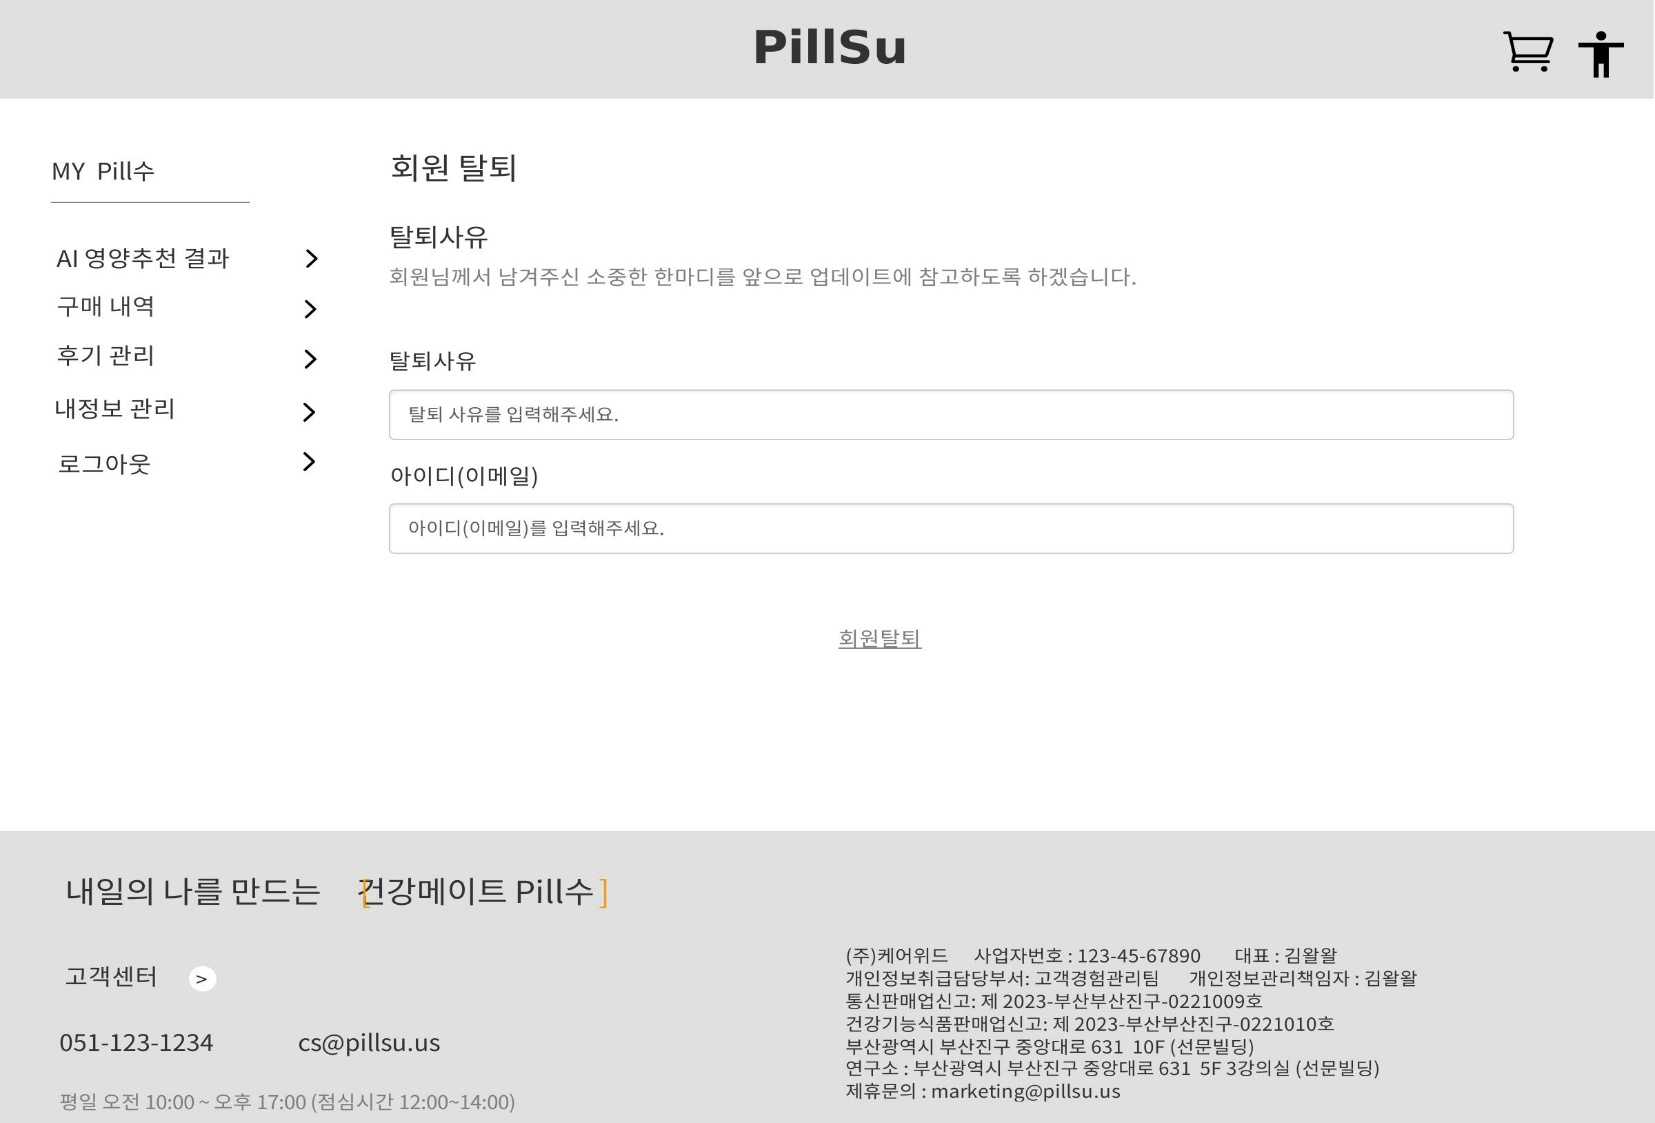 PillSu
MY Pill수
AI 영양추천 결과
구매 내역
후기 관리
내정보 관리
로그아웃
회원 탈퇴
탈퇴사유
회원님께서 남겨주신 소중한 한마디를 앞으로 업데이트에 참고하도록 하겠습니다.
탈퇴사유
탈퇴 사유를 입력해주세요.
아이디(이메일)
아이디(이메일)를 입력해주세요.
회원탈퇴
내일의 나를 만드는 [건강메이트 Pill수]
고객센터 >
051-123-1234 cs@pillsu.us
평일 오전 10:00 ~ 오후 17:00 (점심시간 12:00~14:00)
(주)케어위드 사업자번호 : 123-45-67890 대표 : 김왈왈
개인정보취급담당부서: 고객경험관리팀 개인정보관리책임자 : 김왈왈
통신판매업신고: 제 2023-부산부산진구-0221009호
건강기능식품판매업신고: 제 2023-부산부산진구-0221010호
부산광역시 부산진구 중앙대로 631 10F (선문빌딩)
연구소 : 부산광역시 부산진구 중앙대로 631 5F 3강의실 (선문빌딩)
제휴문의 : marketing@pillsu.us